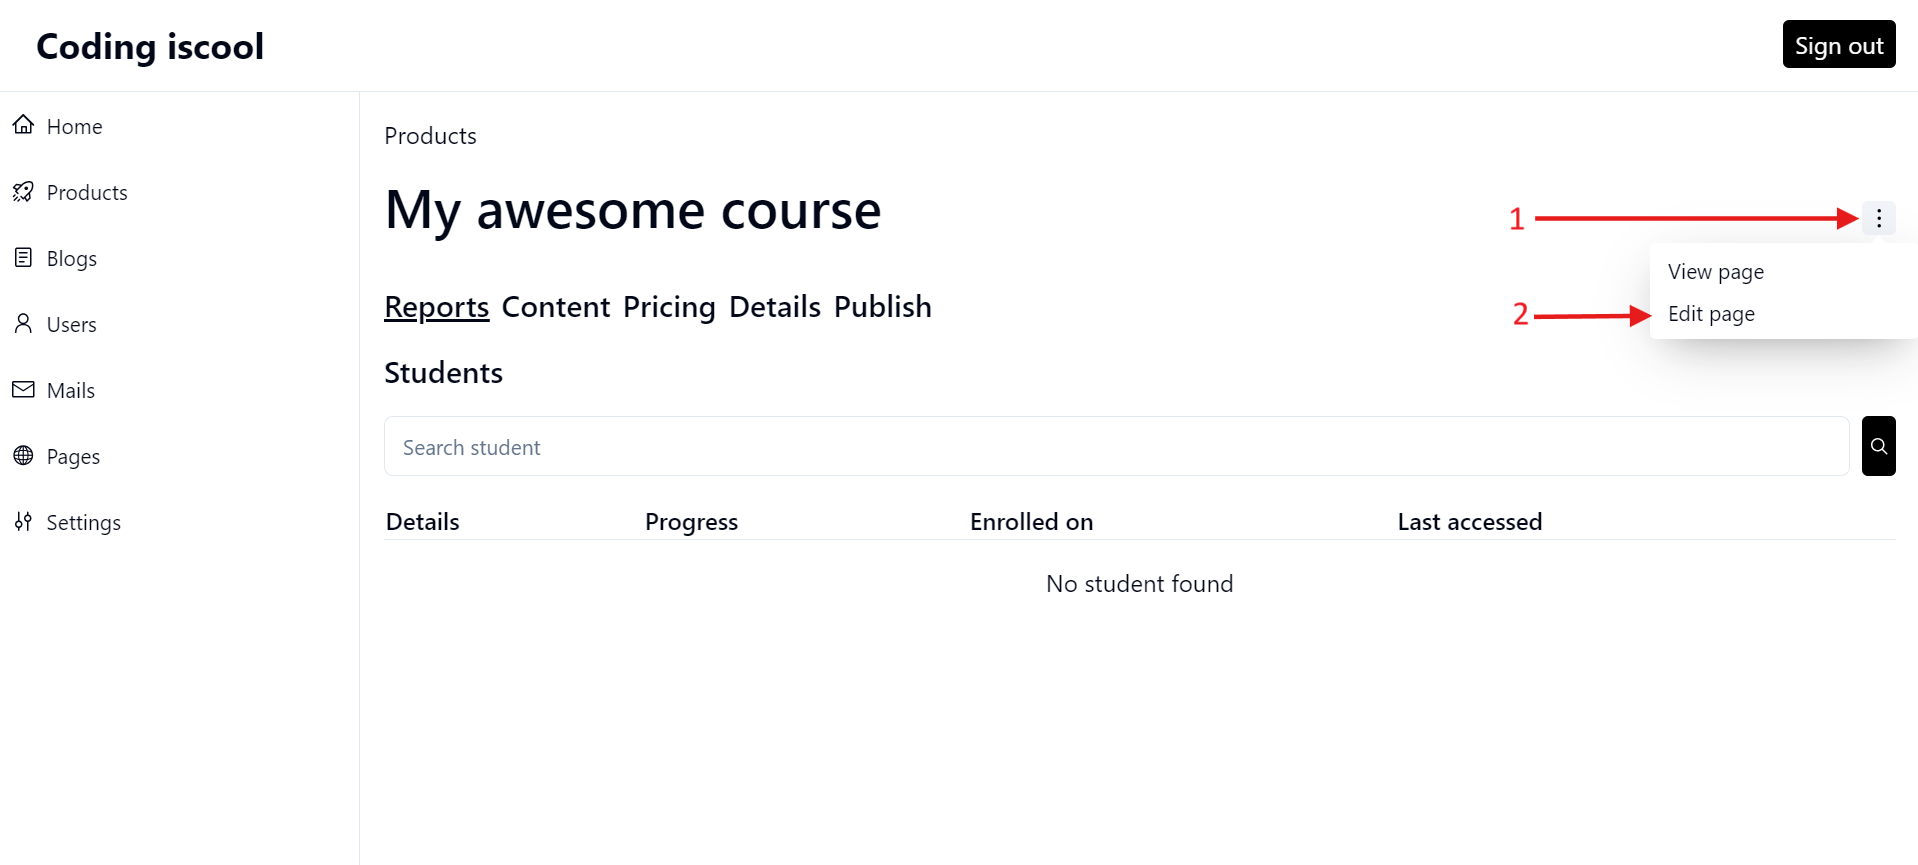 Coding iscool
Sign out
Home
Products
Blogs
Users
Mails
Pages
Settings
Products
My awesome course
1
View page
2
Edit page
Reports Content Pricing Details Publish
Students
Search student
Details Progress Enrolled on Last accessed
No student found